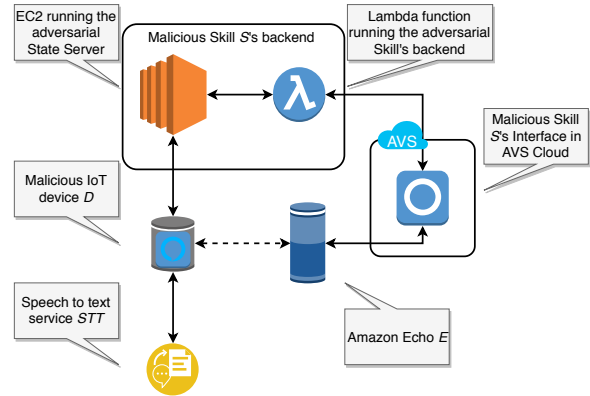 EC2 running the
adversarial
State Server
Malicious Skill S's backend
Lambda function
running the adversarial
Skill's backend
λ
AVS
Malicious Skill
S's Interface in
AVS Cloud
Malicious IoT
device D
Speech to text
service STT
Amazon Echo E